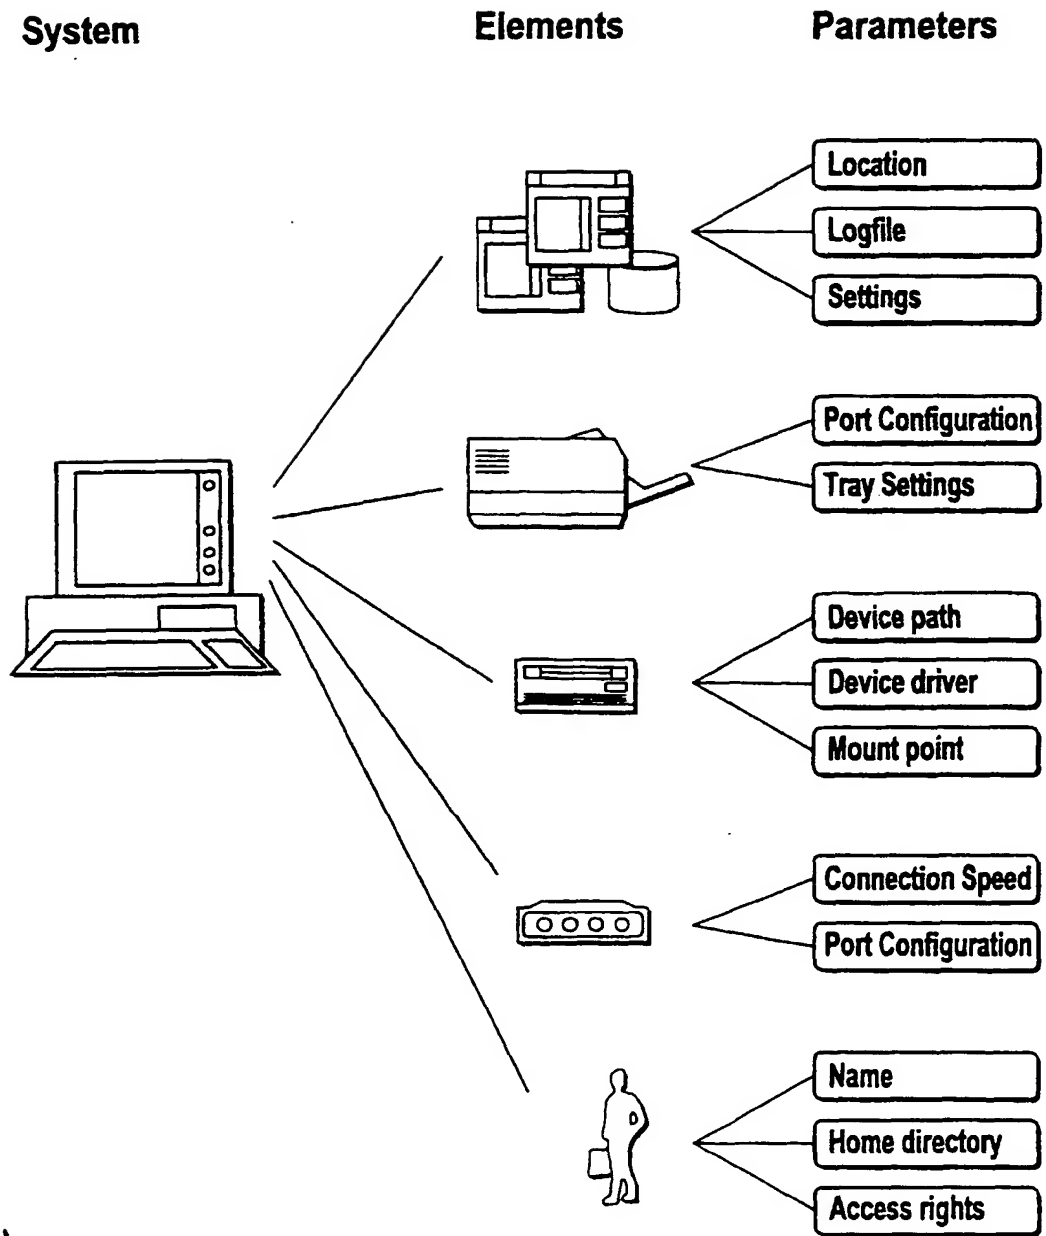 System
Elements
Parameters
Location
Logfile
Settings
Port Configuration
Tray Settings
Device path
Device driver
Mount point
Connection Speed
Port Configuration
Name
Home directory
Access rights